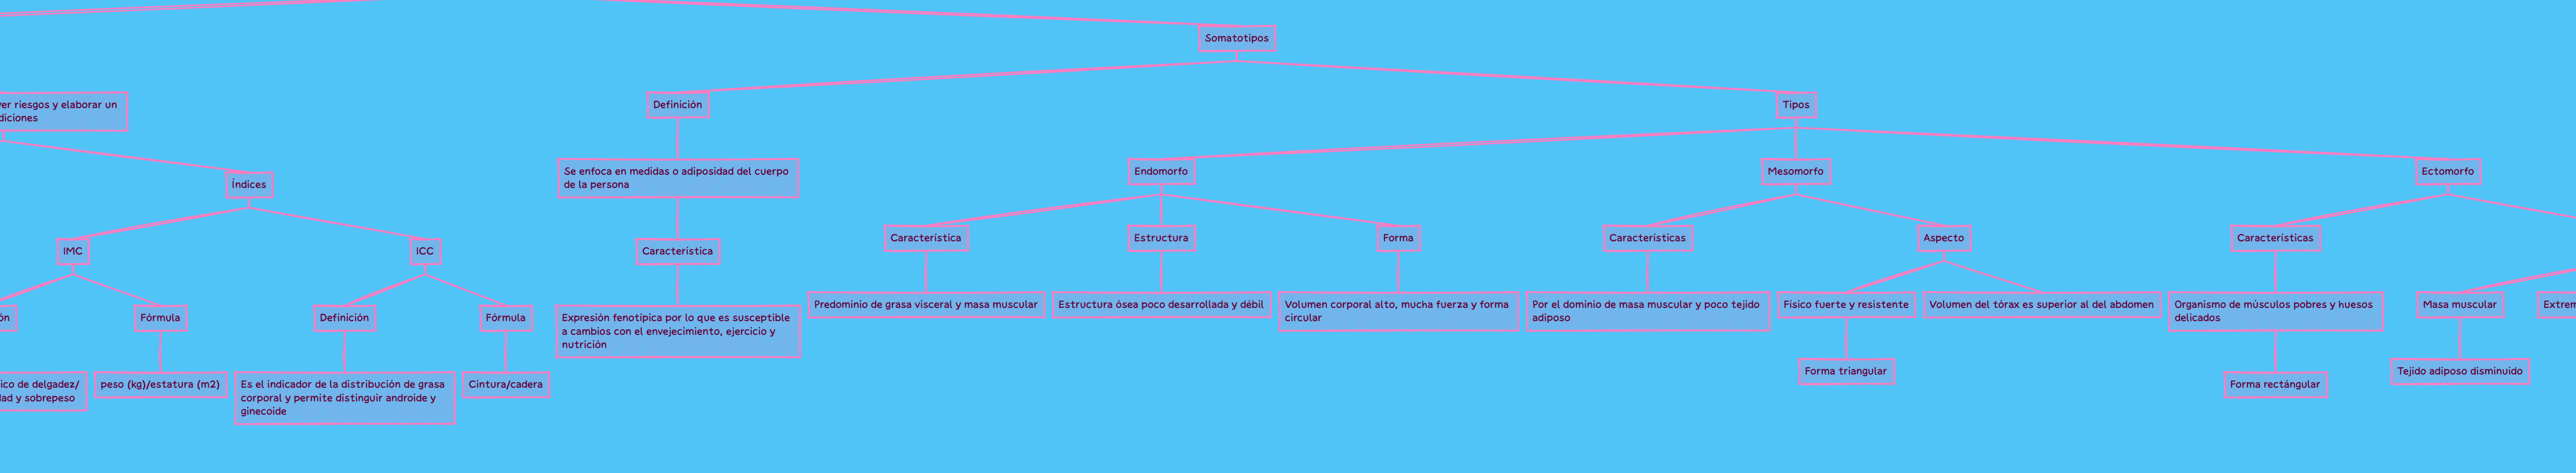 Somatotipos
riesgos y elaborar un
Definición
Tipos
Se enfoca en medidas o adiposidad del cuerpo
de la persona
Endomorfo
Mesomorfo
Ectomorfo
Índices
Característica
Estructura
Forma
Características
Aspecto
Características
IMC
ICC
Característica
Predominio de grasa visceral y masa muscular
Estructura ósea poco desarrollada y débil
Volumen corporal alto, mucha fuerza y forma
circular
Por el dominio de masa muscular y poco tejido
adiposo
Físico fuerte y resistente
Volumen del tórax es superior al del abdomen
Organismo de músculos pobres y huesos
delicados
Masa muscular
Fórmula
Definición
Fórmula
Expresión fenotípica por lo que es susceptible
a cambios con el envejecimiento, ejercicio y
nutrición
Forma triangular
Tejido adiposo disminuido
de delgadez/
y sobrepeso
peso (kg)/estatura (m2)
Es el indicador de la distribución de grasa
corporal y permite distinguir androide y
ginecoide
Cintura/cadera
Forma rectángular